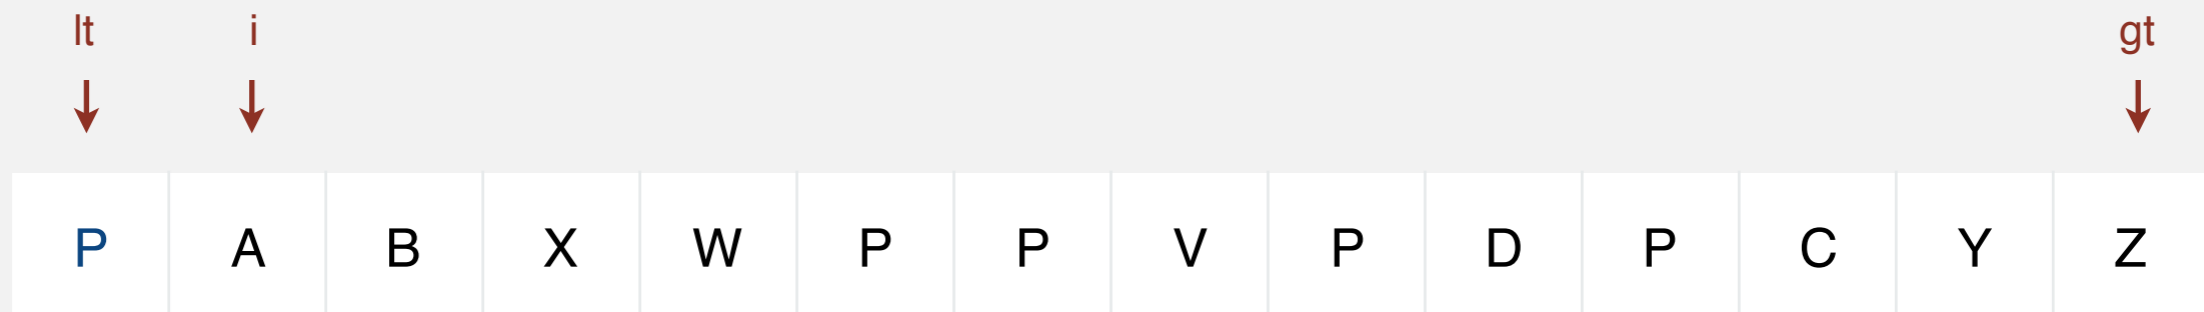 lt i gt
P A B X W P P V P D P C Y Z